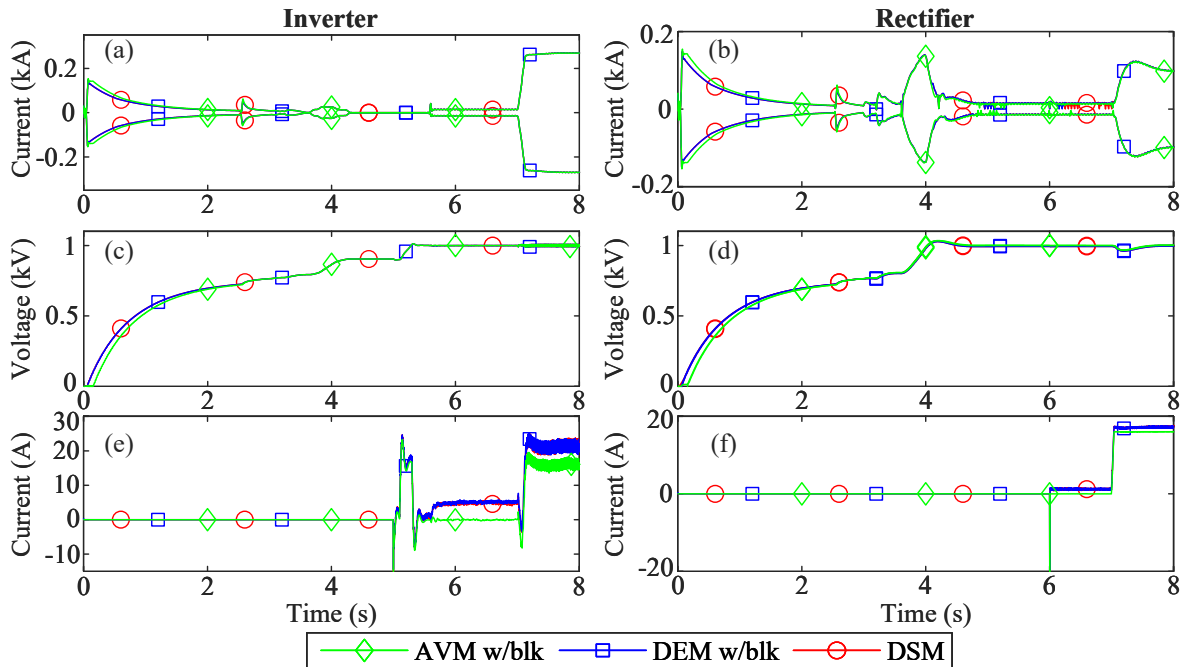 Inverter
Rectifier
(a)
Current (kA)
0.2
0
-0.2
0 2 4 6 8
(b)
Current (kA)
0.2
0
-0.2
0 2 4 6 8
(c)
Voltage (kV)
1
0.5
0
0 2 4 6 8
(d)
Voltage (kV)
1
0.5
0
0 2 4 6 8
(e)
Current (A)
30
20
10
0
-10
0 2 4 6 8
Time (s)
(f)
Current (A)
20
0
-20
0 2 4 6 8
Time (s)
AVM w/blk DEM w/blk DSM